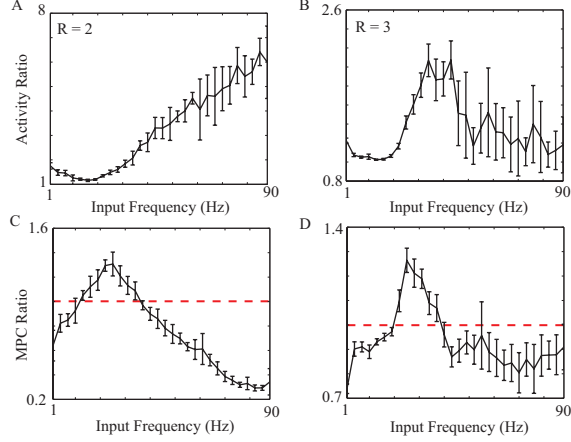 A
8
R = 2
Activity Ratio
1
1
90
Input Frequency (Hz)
B
2.6
R = 3
0.8
1
90
Input Frequency (Hz)
C
1.6
MPC Ratio
0.2
1
90
Input Frequency (Hz)
D
1.4
0.7
1
90
Input Frequency (Hz)